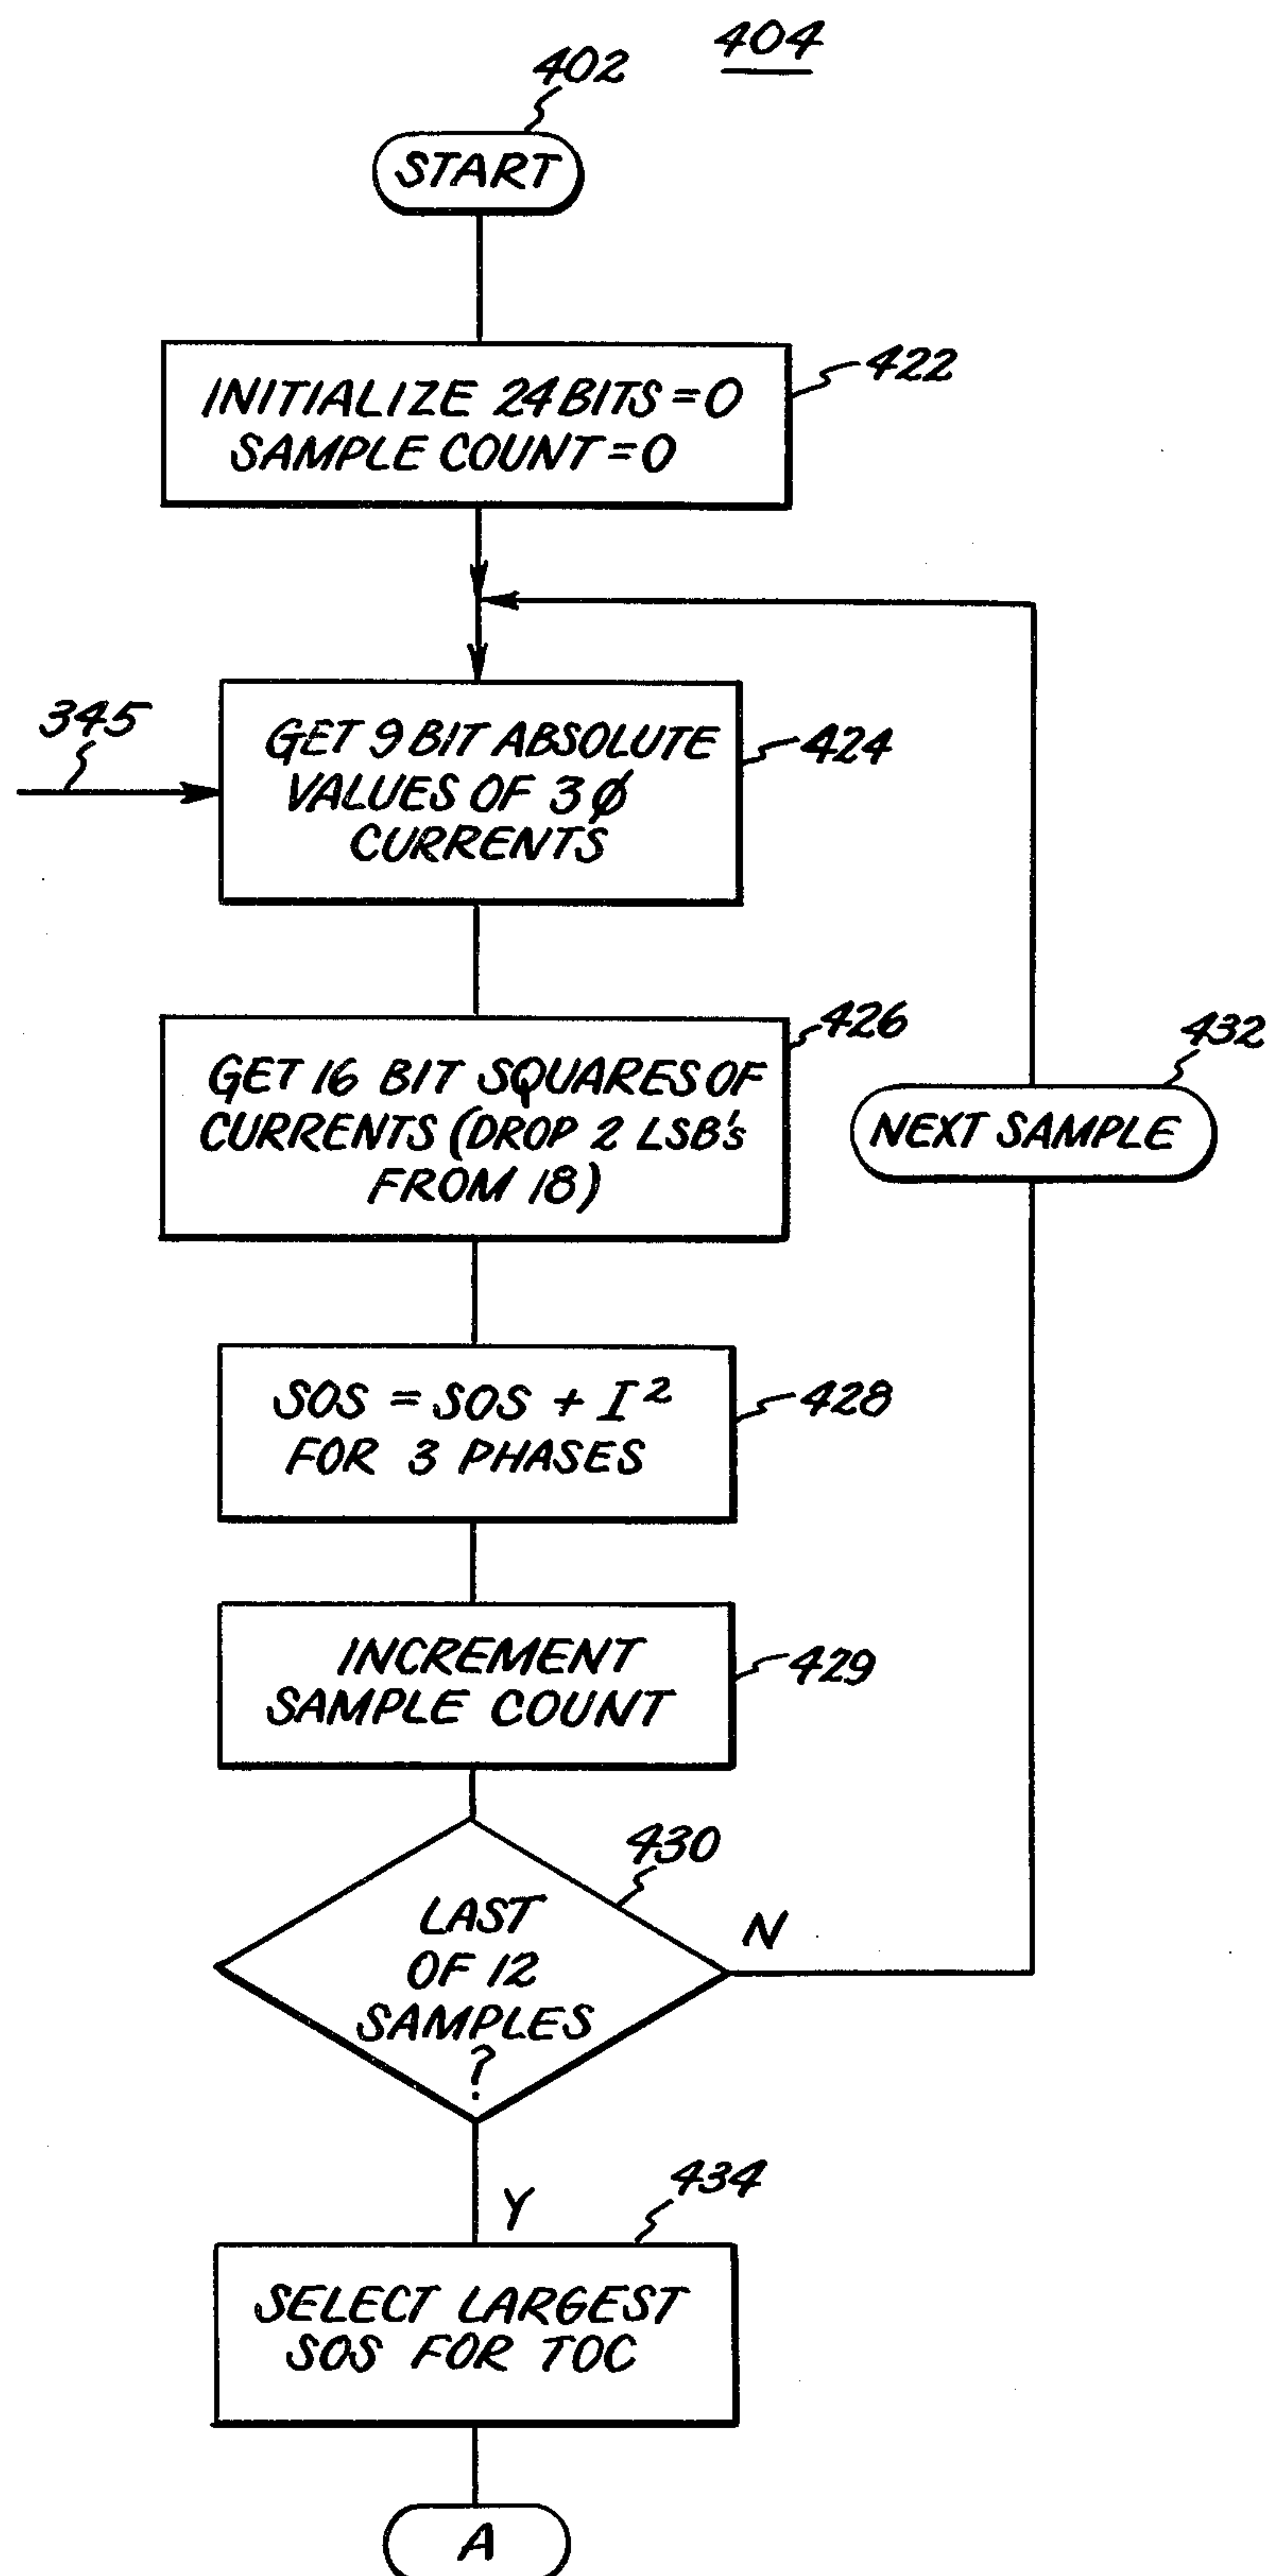 404
402
START
422
INITIALIZE 24 BITS = 0
SAMPLE COUNT = 0
345
424
GET 9 BIT ABSOLUTE
VALUES OF 3 Ø
CURRENTS
426
GET 16 BIT SQUARES OF
CURRENTS (DROP 2 LSB's
FROM 18)
432
NEXT SAMPLE
428
SOS = SOS + I²
FOR 3 PHASES
429
INCREMENT
SAMPLE COUNT
430
LAST
OF 12
SAMPLES
?
N
Y
434
SELECT LARGEST
SOS FOR TOC
A